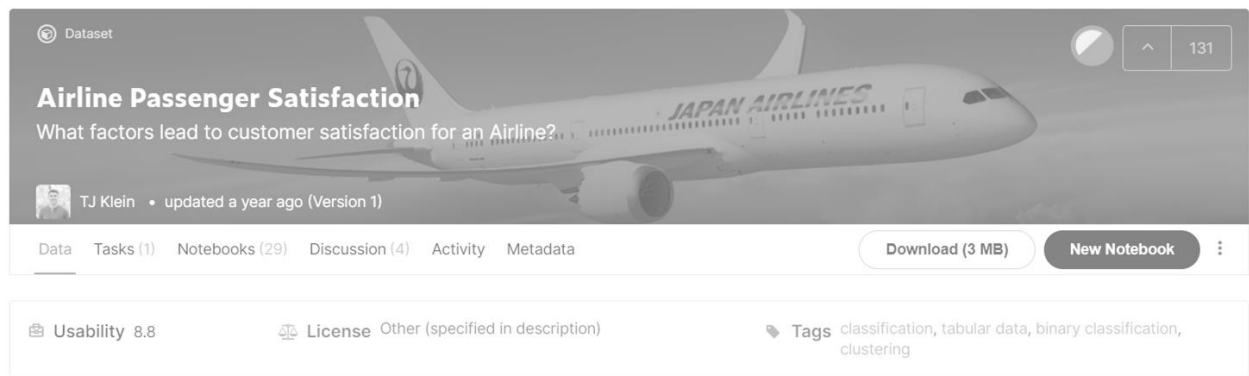 Dataset
131
Airline Passenger Satisfaction
JAPAN AIRLINES
What factors lead to customer satisfaction for an Airline?
TJ Klein • updated a year ago (Version 1)
Data Tasks (1) Notebooks (29) Discussion (4) Activity Metadata Download (3 MB) New Notebook
Usability 8.8 License Other (specified in description) Tags classification, tabular data, binary classification,
clustering